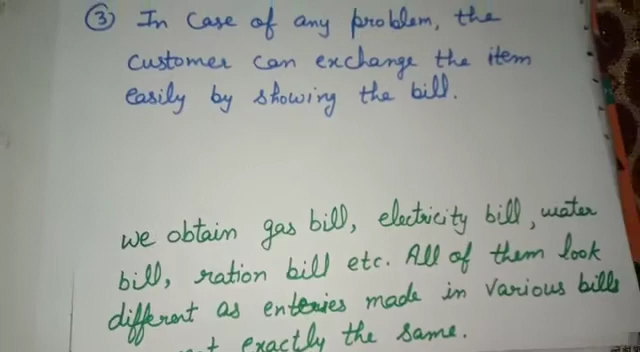 ③ In case of any problem, the
customer can exchange the item
easily by showing the bill.
we obtain gas bill, electricity bill, water
bill, ration bill etc. All of them look
different as enteries made in various bills
exactly the same.